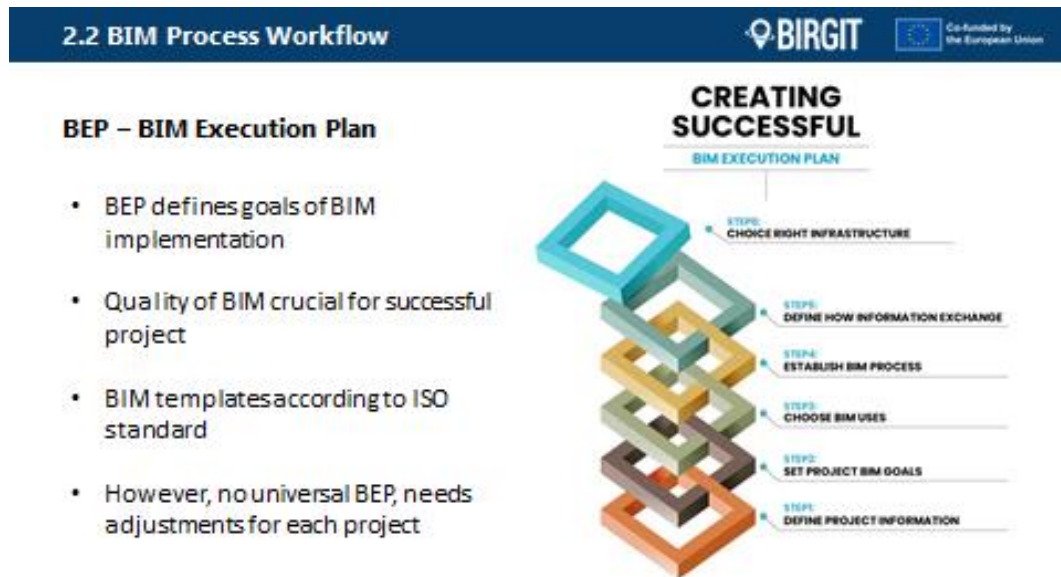 2.2 BIM Process Workflow
BIRGIT
Co-funded by
the European Union
BEP – BIM Execution Plan
• BEP defines goals of BIM
implementation
• Quality of BIM crucial for successful
project
• BIM templates according to ISO
standard
• However, no universal BEP, needs
adjustments for each project
CREATING
SUCCESSFUL
BIM EXECUTION PLAN
STEP6:
CHOICE RIGHT INFRASTRUCTURE
STEP5:
DEFINE HOW INFORMATION EXCHANGE
STEP4:
ESTABLISH BIM PROCESS
STEP3:
CHOOSE BIM USES
STEP2:
SET PROJECT BIM GOALS
STEP1:
DEFINE PROJECT INFORMATION